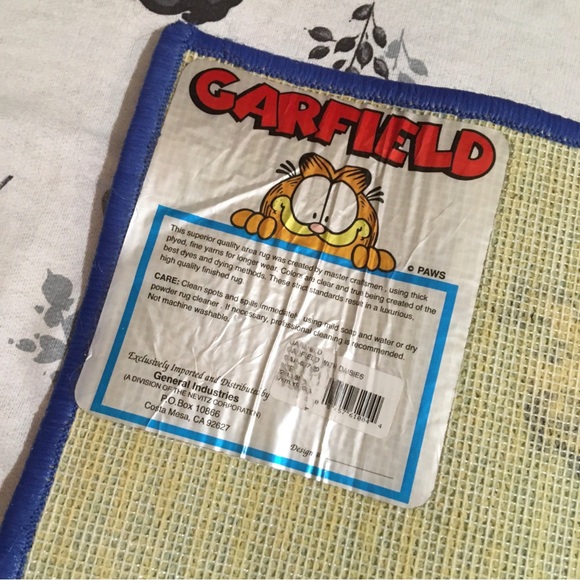 GARFIELD
© PAWS
This superior quality area rug was created by master craftsmen, using thick
plyed, fine yarns for longer wear. Colors are clear and true being created of the
best dyes and dying methods. These strict standards result in a luxurious,
high quality finished rug.
CARE: Clean spots and spills immediately, using mild soap and water or dry
powder rug cleaner. If necessary, professional cleaning is recommended.
Not machine washable.
Exclusively Imported and Distributed by
General Industries
(A DIVISION OF THE NEVITZ CORPORATION)
P.O.Box 10866
Costa Mesa, CA 92627
GARFIELD WITH DAISIES
Design #